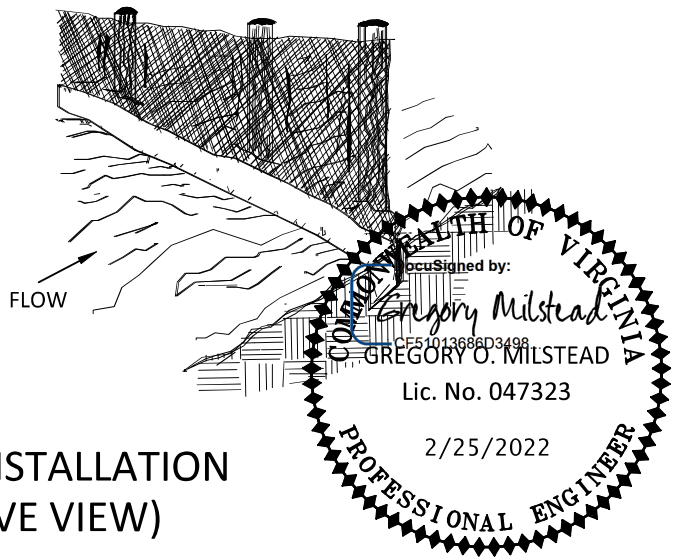 FLOW
COMMONWEALTH OF VIRGINIA
DocuSigned by:
Gregory Milstead
CF51013686D3498...
GREGORY O. MILSTEAD
Lic. No. 047323
2/25/2022
PROFESSIONAL ENGINEER
NSTALLATION
VE VIEW)